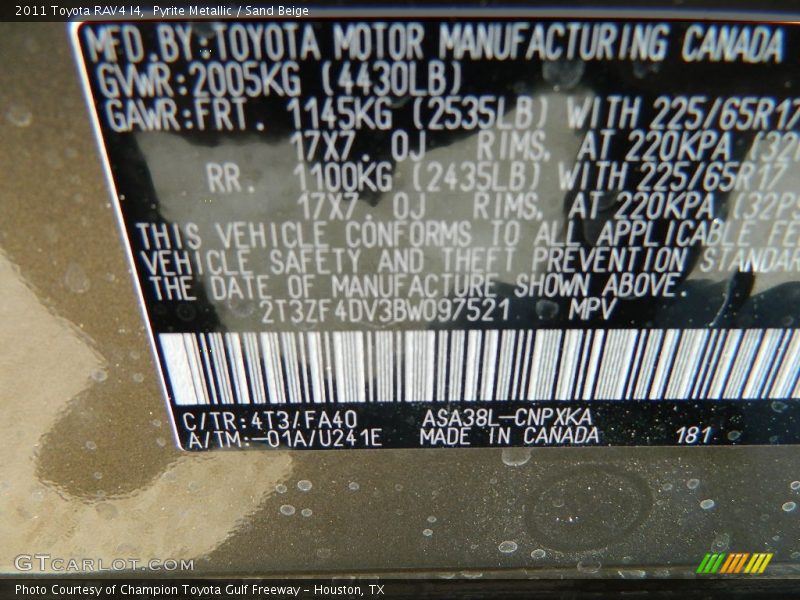 2011 Toyota RAV4 I4,  Pyrite Metallic / Sand Beige
MFD.BY.TOYOTA MOTOR MANUFACTURING CANADA
GVWR:2005KG (4430LB)
GAWR:FRT. 1145KG (2535LB) WITH 225/65R17
17X7.0J RIMS, AT 220KPA (32P
RR. 1100KG (2435LB) WITH 225/65R17
17X7.0J RIMS, AT 220KPA (32PS
THIS VEHICLE CONFORMS TO ALL APPLICABLE FE
VEHICLE SAFETY AND THEFT PREVENTION STANDAR
THE DATE OF MANUFACTURE SHOWN ABOVE.
2T3ZF4DV3BW097521 MPV
C/TR:4T3/FA40 ASA38L-CNPXKA
A/TM:-01A/U241E MADE IN CANADA 181
GTCARLOT.COM
Photo Courtesy of Champion Toyota Gulf Freeway - Houston, TX